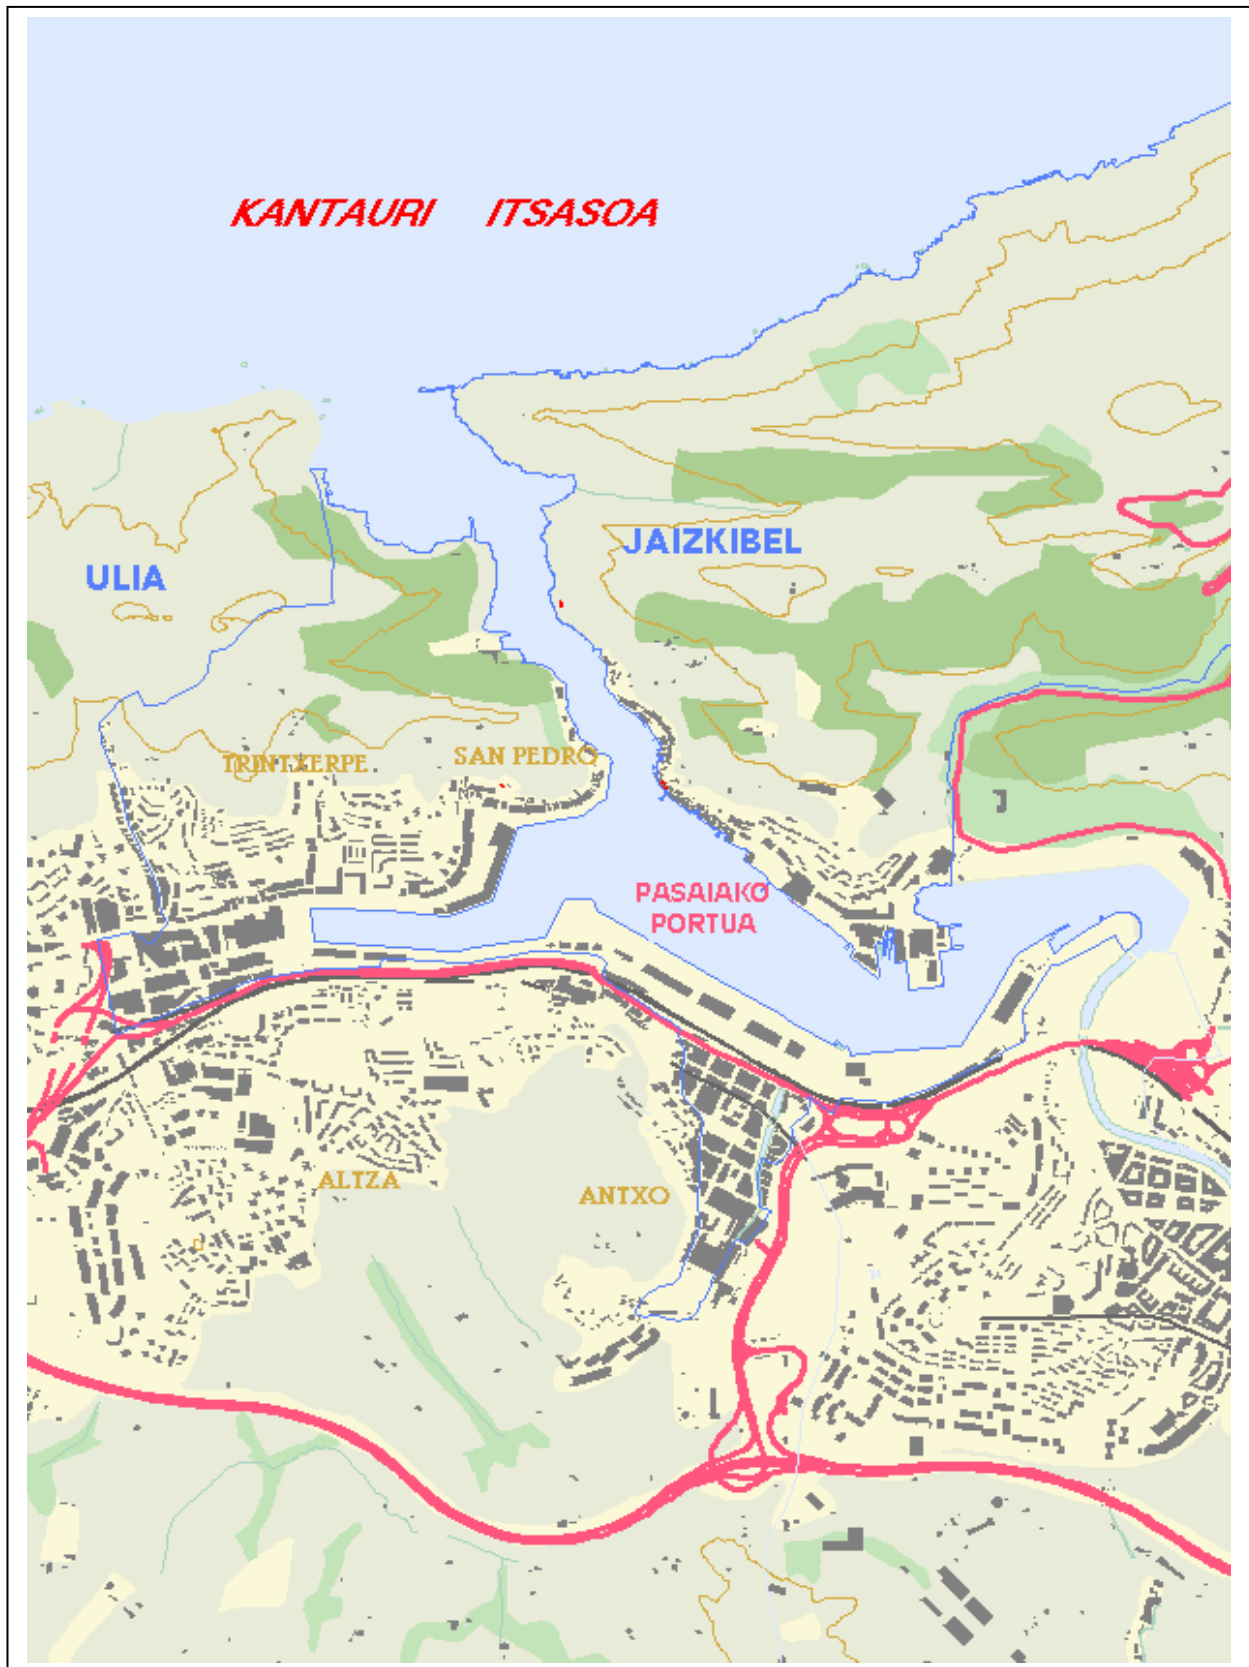 KANTAURI ITSASOA
JAIZKIBEL
ULIA
SAN PEDRO
TRINTXERPE
PASAIAKO
PORTUA
ALTZA
ANTXO